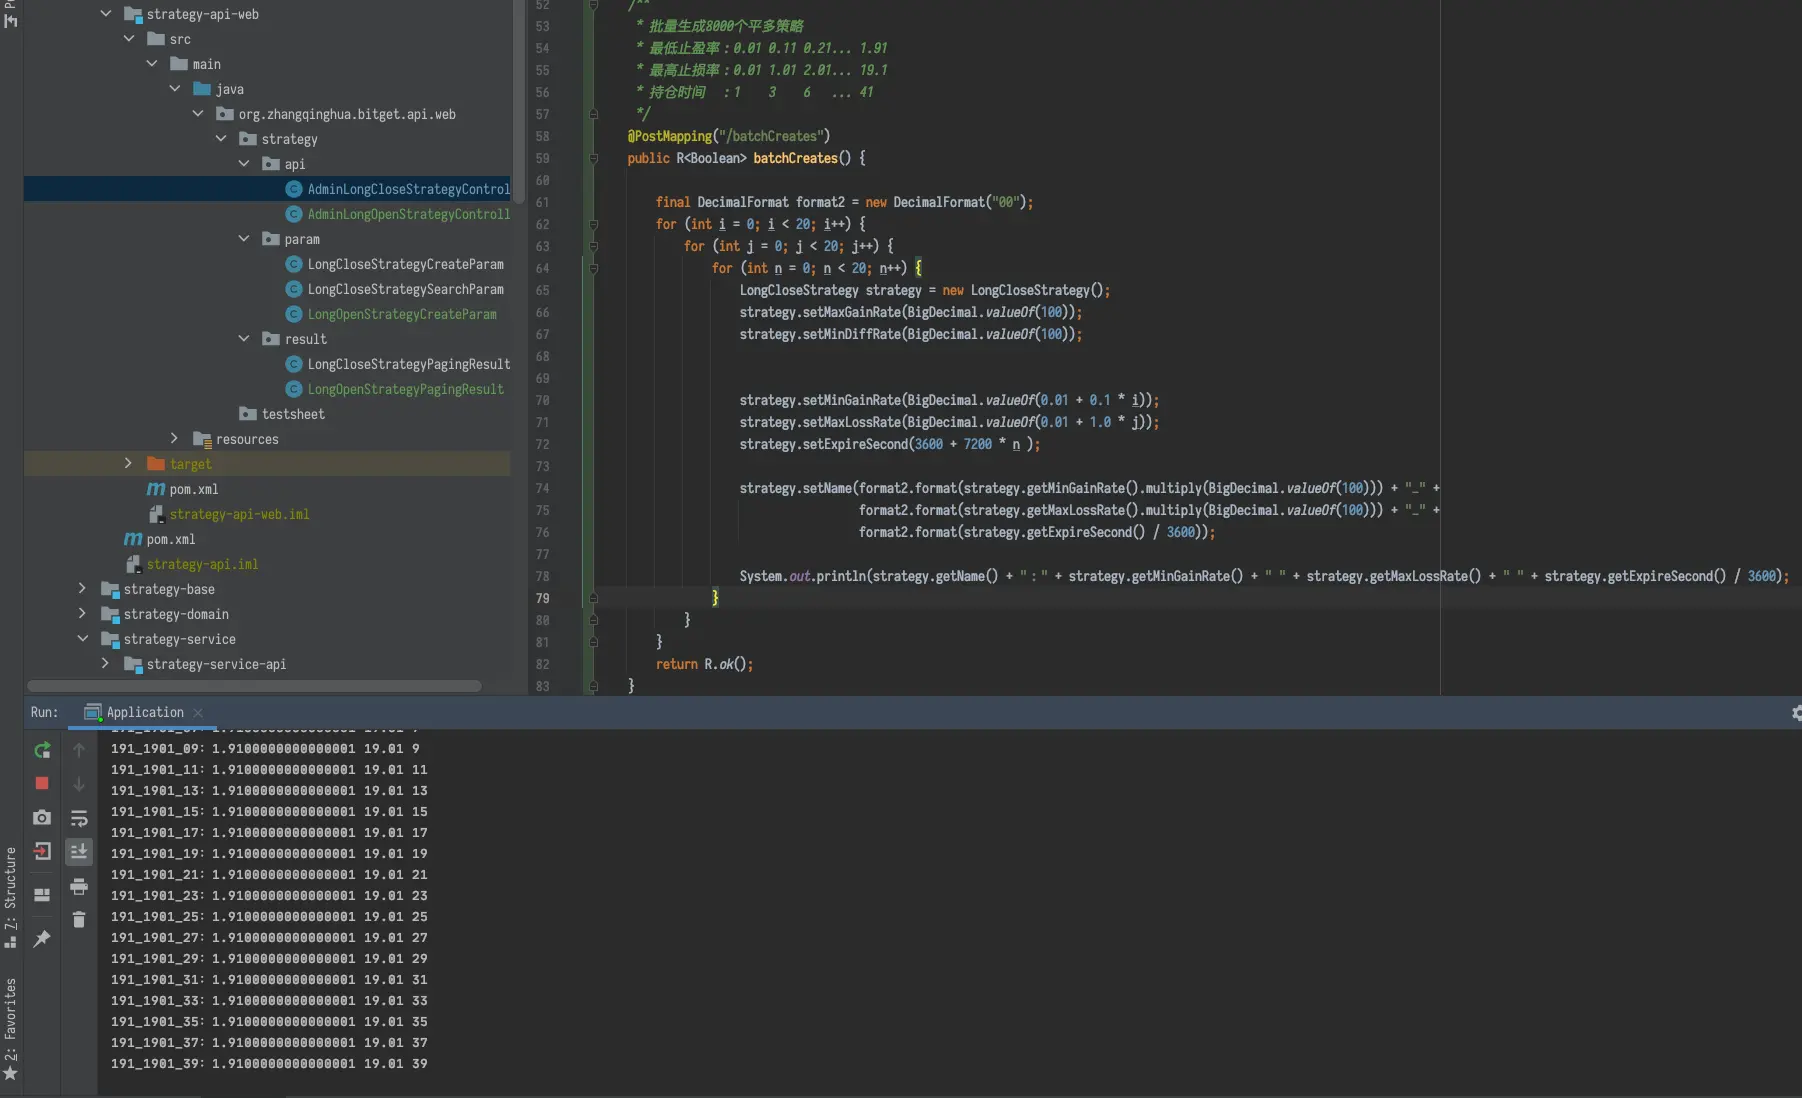 strategy-api-web
src
main
java
org.zhangqinghua.bitget.api.web
strategy
api
AdminLongCloseStrategyControl
AdminLongOpenStrategyControll
param
LongCloseStrategyCreateParam
LongCloseStrategySearchParam
LongOpenStrategyCreateParam
result
LongCloseStrategyPagingResult
LongOpenStrategyPagingResult
testsheet
resources
target
pom.xml
strategy-api-web.iml
pom.xml
strategy-api.iml
strategy-base
strategy-domain
strategy-service
strategy-service-api
52 /**
53 * 批量生成8000个平多策略
54 * 最低止盈率：0.01 0.11 0.21... 1.91
55 * 最高止损率：0.01 1.01 2.01... 19.1
56 * 持仓时间 ：1 3 6 ... 41
57 */
58 @PostMapping("/batchCreates")
59 public R<Boolean> batchCreates() {
60
61 final DecimalFormat format2 = new DecimalFormat("00");
62 for (int i = 0; i < 20; i++) {
63 for (int j = 0; j < 20; j++) {
64 for (int n = 0; n < 20; n++) {
65 LongCloseStrategy strategy = new LongCloseStrategy();
66 strategy.setMaxGainRate(BigDecimal.valueOf(100));
67 strategy.setMinDiffRate(BigDecimal.valueOf(100));
68
69
70 strategy.setMinGainRate(BigDecimal.valueOf(0.01 + 0.1 * i));
71 strategy.setMaxLossRate(BigDecimal.valueOf(0.01 + 1.0 * j));
72 strategy.setExpireSecond(3600 + 7200 * n );
73
74 strategy.setName(format2.format(strategy.getMinGainRate().multiply(BigDecimal.valueOf(100))) + "_" +
75 format2.format(strategy.getMaxLossRate().multiply(BigDecimal.valueOf(100))) + "_" +
76 format2.format(strategy.getExpireSecond() / 3600));
77
78 System.out.println(strategy.getName() + "：" + strategy.getMinGainRate() + " " + strategy.getMaxLossRate() + " " + strategy.getExpireSecond() / 3600);
79 }
80 }
81 }
82 return R.ok();
83 }
Run: Application
191_1901_09：1.9100000000000001 19.01 9
191_1901_11：1.9100000000000001 19.01 11
191_1901_13：1.9100000000000001 19.01 13
191_1901_15：1.9100000000000001 19.01 15
191_1901_17：1.9100000000000001 19.01 17
191_1901_19：1.9100000000000001 19.01 19
191_1901_21：1.9100000000000001 19.01 21
191_1901_23：1.9100000000000001 19.01 23
191_1901_25：1.9100000000000001 19.01 25
191_1901_27：1.9100000000000001 19.01 27
191_1901_29：1.9100000000000001 19.01 29
191_1901_31：1.9100000000000001 19.01 31
191_1901_33：1.9100000000000001 19.01 33
191_1901_35：1.9100000000000001 19.01 35
191_1901_37：1.9100000000000001 19.01 37
191_1901_39：1.9100000000000001 19.01 39
7: Structure
2: Favorites